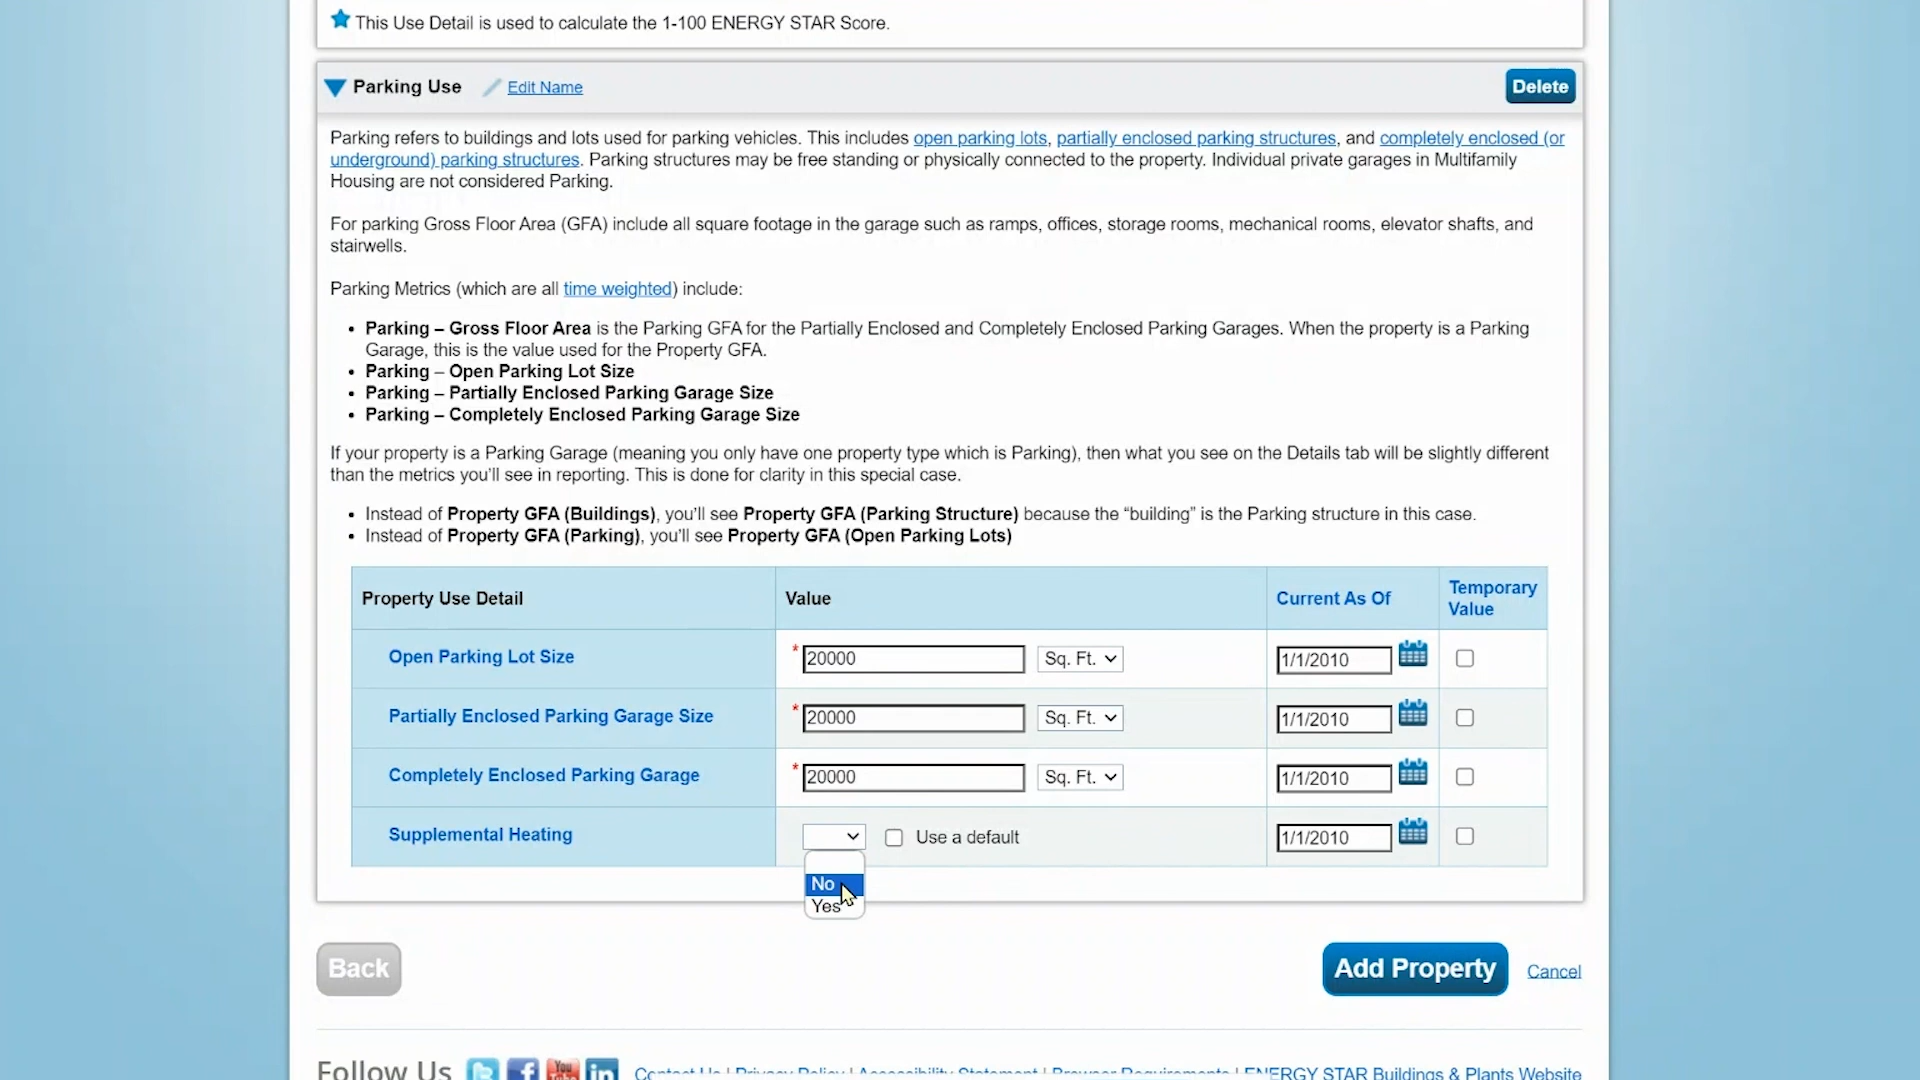 This Use Detail is used to calculate the 1-100 ENERGY STAR Score.
Parking Use Edit Name Delete
Parking refers to buildings and lots used for parking vehicles. This includes open parking lots, partially enclosed parking structures, and completely enclosed (or
underground) parking structures. Parking structures may be free standing or physically connected to the property. Individual private garages in Multifamily
Housing are not considered Parking.
For parking Gross Floor Area (GFA) include all square footage in the garage such as ramps, offices, storage rooms, mechanical rooms, elevator shafts, and
stairwells.
Parking Metrics (which are all time weighted) include:
• Parking – Gross Floor Area is the Parking GFA for the Partially Enclosed and Completely Enclosed Parking Garages. When the property is a Parking
Garage, this is the value used for the Property GFA.
• Parking – Open Parking Lot Size
• Parking – Partially Enclosed Parking Garage Size
• Parking – Completely Enclosed Parking Garage Size
If your property is a Parking Garage (meaning you only have one property type which is Parking), then what you see on the Details tab will be slightly different
than the metrics you'll see in reporting. This is done for clarity in this special case.
• Instead of Property GFA (Buildings), you'll see Property GFA (Parking Structure) because the “building” is the Parking structure in this case.
• Instead of Property GFA (Parking), you'll see Property GFA (Open Parking Lots)
Property Use Detail Value Current As Of Temporary Value
Open Parking Lot Size * 20000 Sq. Ft. 1/1/2010
Partially Enclosed Parking Garage Size * 20000 Sq. Ft. 1/1/2010
Completely Enclosed Parking Garage * 20000 Sq. Ft. 1/1/2010
Supplemental Heating Use a default 1/1/2010
No
Yes
Back Add Property Cancel
Follow Us You Tube in Contact Us | Privacy Policy | Accessibility Statement | Browser Requirements | ENERGY STAR Buildings & Plants Website